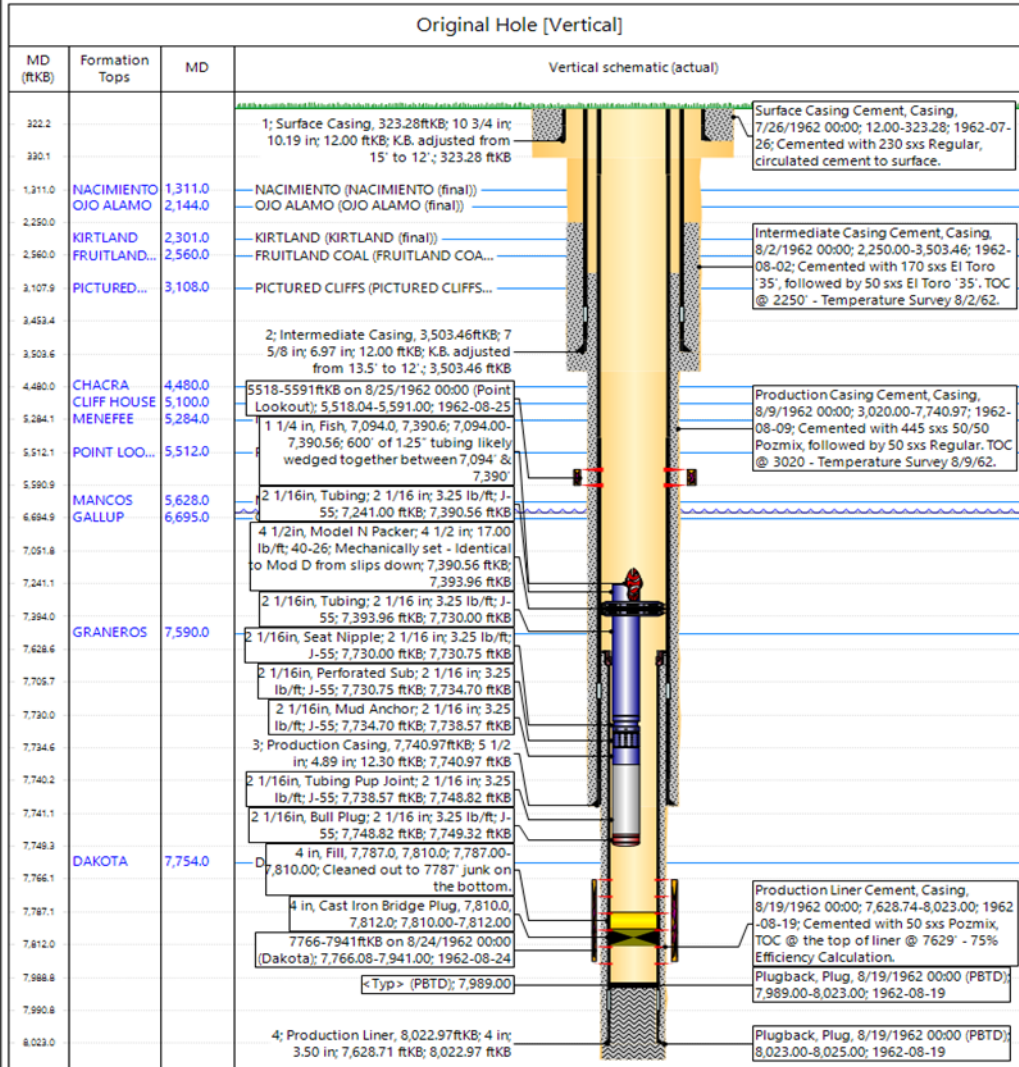 Original Hole [Vertical]
MD (ftKB)
Formation Tops
MD
Vertical schematic (actual)
322.2
330.1
1,311.0
2,250.0
2,560.0
3,107.9
3,453.4
3,503.6
4,480.0
5,284.1
5,512.1
5,590.9
6,694.9
7,051.8
7,241.1
7,394.0
7,628.6
7,705.7
7,730.0
7,734.6
7,740.2
7,741.1
7,749.3
7,766.1
7,787.1
7,812.0
7,988.8
7,990.8
8,023.0
NACIMIENTO 1,311.0
OJO ALAMO 2,144.0
KIRTLAND 2,301.0
FRUITLAND... 2,560.0
PICTURED... 3,108.0
CHACRA 4,480.0
CLIFF HOUSE 5,100.0
MENEFEE 5,284.0
POINT LOO... 5,512.0
MANCOS 5,628.0
GALLUP 6,695.0
GRANEROS 7,590.0
DAKOTA 7,754.0
1; Surface Casing, 323.28ftKB; 10 3/4 in;
10.19 in; 12.00 ftKB; K.B. adjusted from
15' to 12'.; 323.28 ftKB
NACIMIENTO (NACIMIENTO (final))
OJO ALAMO (OJO ALAMO (final))
KIRTLAND (KIRTLAND (final))
FRUITLAND COAL (FRUITLAND COA...
PICTURED CLIFFS (PICTURED CLIFFS...
2; Intermediate Casing, 3,503.46ftKB; 7
5/8 in; 6.97 in; 12.00 ftKB; K.B. adjusted
from 13.5' to 12'.; 3,503.46 ftKB
5518-5591ftKB on 8/25/1962 00:00 (Point
Lookout); 5,518.04-5,591.00; 1962-08-25
1 1/4 in, Fish, 7,094.0, 7,390.6; 7,094.00-
7,390.56; 600' of 1.25" tubing likely
wedged together between 7,094' &
7,390'
2 1/16in, Tubing; 2 1/16 in; 3.25 lb/ft; J-
55; 7,241.00 ftKB; 7,390.56 ftKB
4 1/2in, Model N Packer; 4 1/2 in; 17.00
lb/ft; 40-26; Mechanically set - Identical
to Mod D from slips down; 7,390.56 ftKB;
7,393.96 ftKB
2 1/16in, Tubing; 2 1/16 in; 3.25 lb/ft; J-
55; 7,393.96 ftKB; 7,730.00 ftKB
2 1/16in, Seat Nipple; 2 1/16 in; 3.25
lb/ft; J-55; 7,730.00 ftKB; 7,730.75 ftKB
2 1/16in, Perforated Sub; 2 1/16 in; 3.25
lb/ft; J-55; 7,730.75 ftKB; 7,734.70 ftKB
2 1/16in, Mud Anchor; 2 1/16 in; 3.25
lb/ft; J-55; 7,734.70 ftKB; 7,738.57 ftKB
3; Production Casing, 7,740.97ftKB; 5 1/2
in; 4.89 in; 12.30 ftKB; 7,740.97 ftKB
2 1/16in, Tubing Pup Joint; 2 1/16 in; 3.25
lb/ft; J-55; 7,738.57 ftKB; 7,748.82 ftKB
2 1/16in, Bull Plug; 2 1/16 in; 3.25 lb/ft; J-
55; 7,748.82 ftKB; 7,749.32 ftKB
D
4 in, Fill, 7,787.0, 7,810.0; 7,787.00-
7,810.00; Cleaned out to 7787' junk on
the bottom.
4 in, Cast Iron Bridge Plug, 7,810.0,
7,812.0; 7,810.00-7,812.00
7766-7941ftKB on 8/24/1962 00:00
(Dakota); 7,766.08-7,941.00; 1962-08-24
<Typ> (PBTD); 7,989.00
4; Production Liner, 8,022.97ftKB; 4 in;
3.50 in; 7,628.71 ftKB; 8,022.97 ftKB
Surface Casing Cement, Casing,
7/26/1962 00:00; 12.00-323.28; 1962-07-
26; Cemented with 230 sxs Regular,
circulated cement to surface.
Intermediate Casing Cement, Casing,
8/2/1962 00:00; 2,250.00-3,503.46; 1962-
08-02; Cemented with 170 sxs El Toro
'35', followed by 50 sxs El Toro '35'. TOC
@ 2250' - Temperature Survey 8/2/62.
Production Casing Cement, Casing,
8/9/1962 00:00; 3,020.00-7,740.97; 1962-
08-09; Cemented with 445 sxs 50/50
Pozmix, followed by 50 sxs Regular. TOC
@ 3020 - Temperature Survey 8/9/62.
Production Liner Cement, Casing,
8/19/1962 00:00; 7,628.74-8,023.00; 1962
-08-19; Cemented with 50 sxs Pozmix,
TOC @ the top of liner @ 7629' - 75%
Efficiency Calculation.
Plugback, Plug, 8/19/1962 00:00 (PBTD);
7,989.00-8,023.00; 1962-08-19
Plugback, Plug, 8/19/1962 00:00 (PBTD);
8,023.00-8,025.00; 1962-08-19